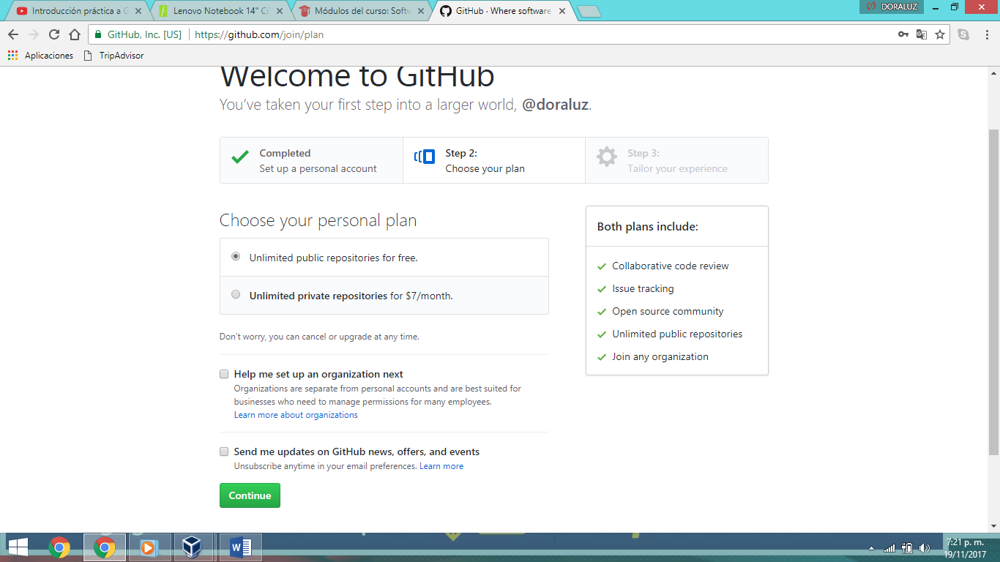 Introducción práctica a G
Lenovo Notebook 14" Ci
Módulos del curso: Softw
GitHub · Where software
DORALUZ
GitHub, Inc. [US]
https://github.com/join/plan
Aplicaciones
TripAdvisor
Welcome to GitHub
You've taken your first step into a larger world, @doraluz.
Completed
Set up a personal account
Step 2:
Choose your plan
Step 3:
Tailor your experience
Choose your personal plan
Unlimited public repositories for free.
Unlimited private repositories for $7/month.
Don't worry, you can cancel or upgrade at any time.
Help me set up an organization next
Organizations are separate from personal accounts and are best suited for
businesses who need to manage permissions for many employees.
Learn more about organizations
Send me updates on GitHub news, offers, and events
Unsubscribe anytime in your email preferences. Learn more
Continue
Both plans include:
Collaborative code review
Issue tracking
Open source community
Unlimited public repositories
Join any organization
7:21 p. m.
19/11/2017